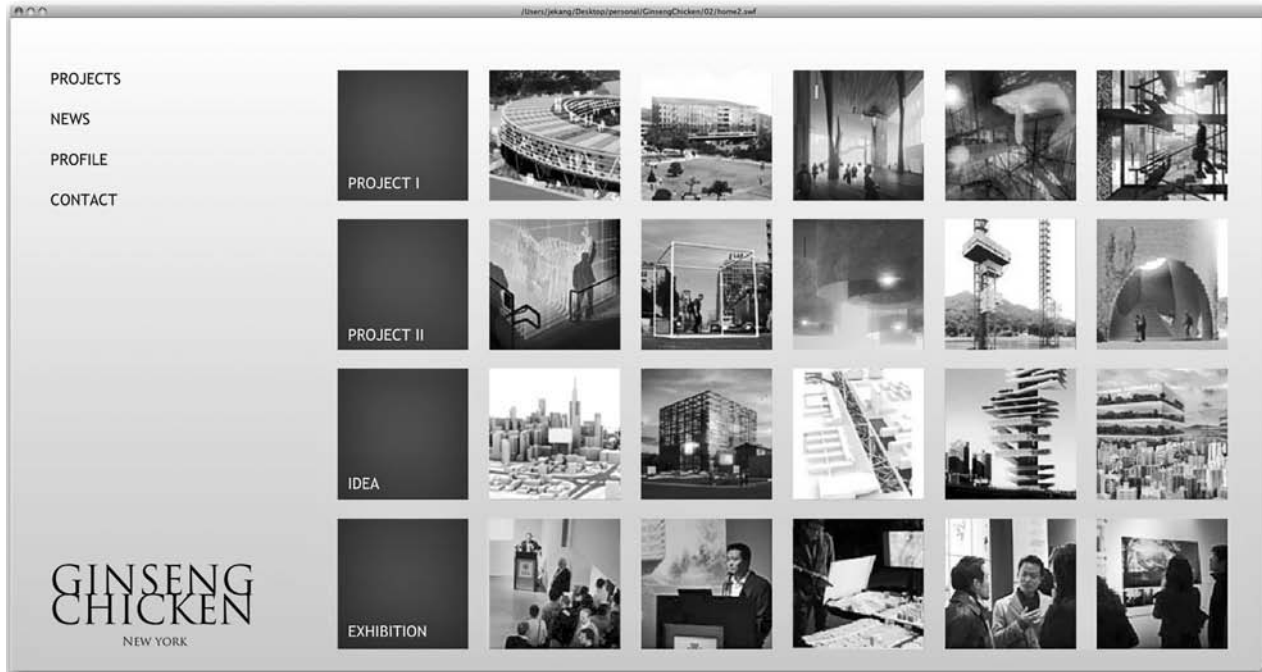 /Users/jekang/Desktop/personal/GinsengChicken/02/home2.swf
PROJECTS
NEWS
PROFILE
CONTACT
PROJECT I
PROJECT II
IDEA
EXHIBITION
GINSENG
CHICKEN
NEW YORK